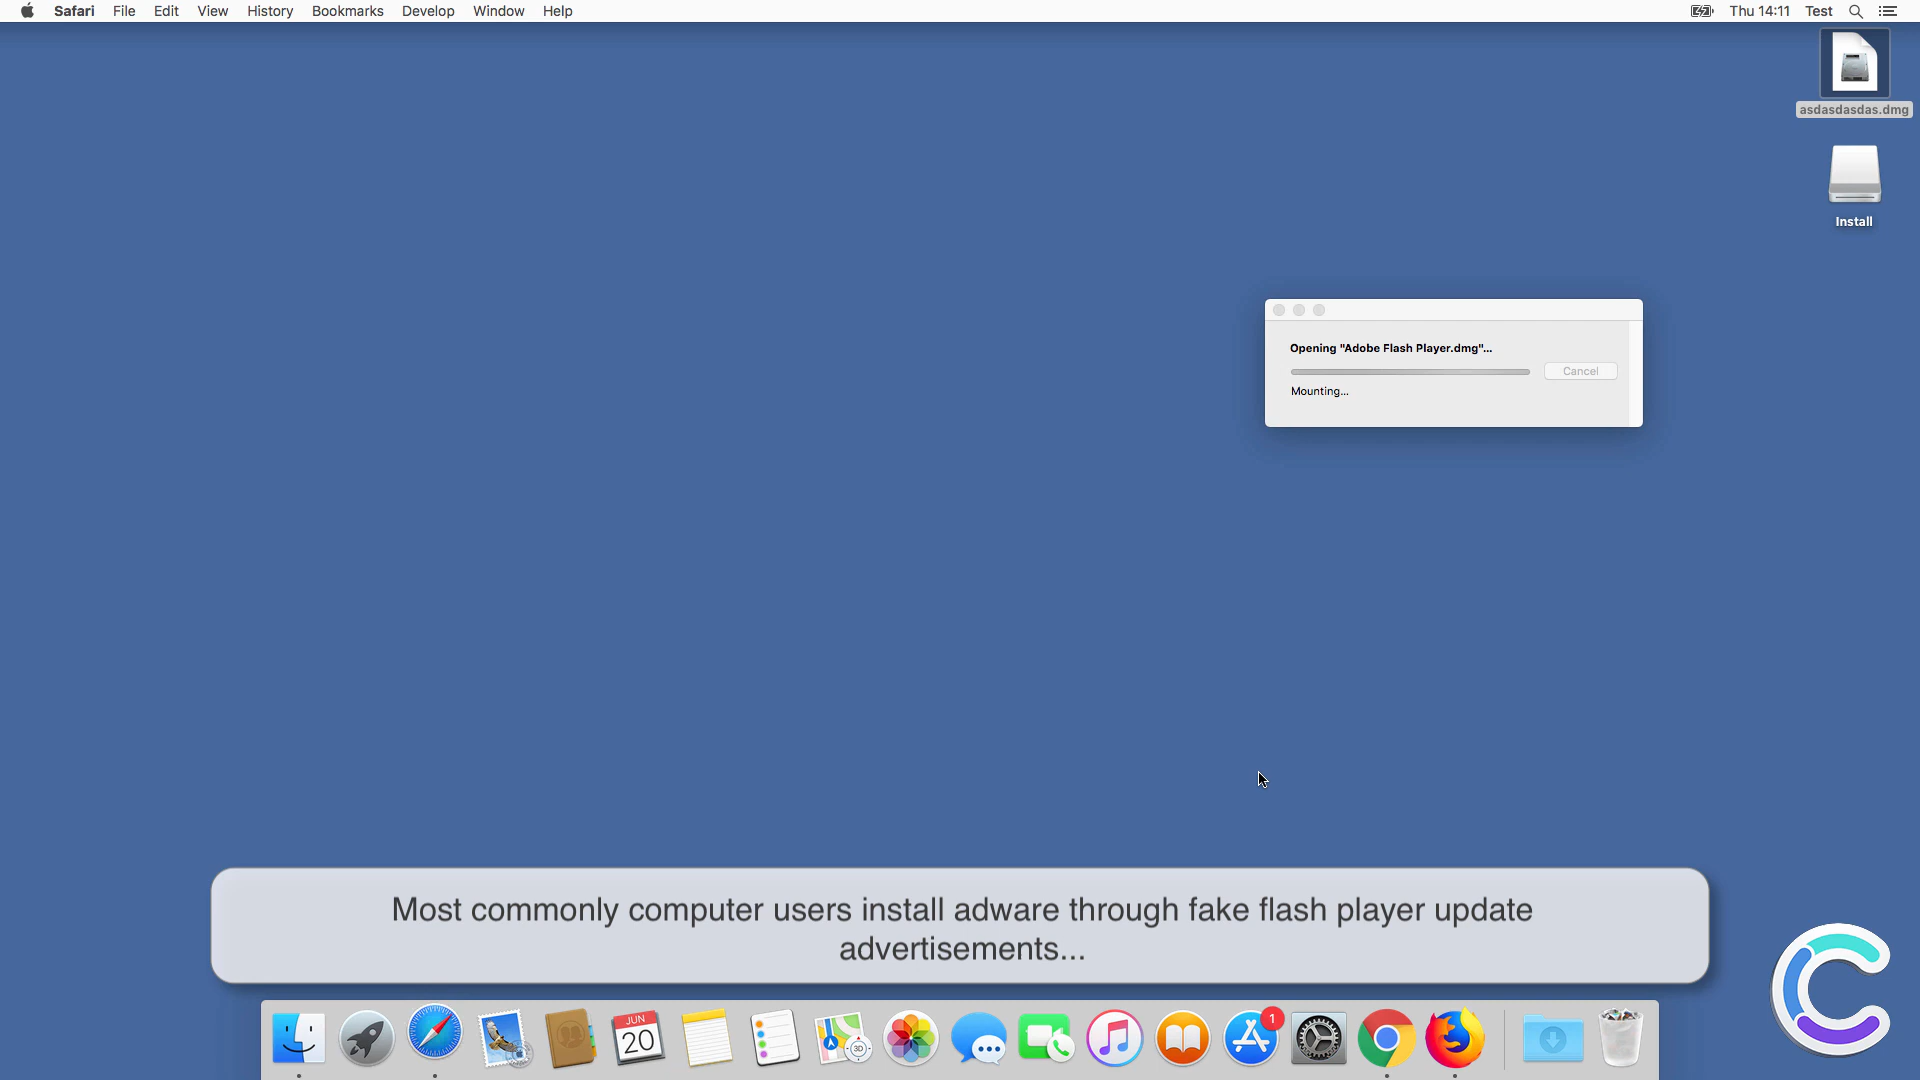 Safari File Edit View History Bookmarks Develop Window Help Thu 14:11 Test
asdasdasdas.dmg
Install
Opening "Adobe Flash Player.dmg"...
Cancel
Mounting...
Most commonly computer users install adware through fake flash player update
advertisements...
JUN
20
3D
1